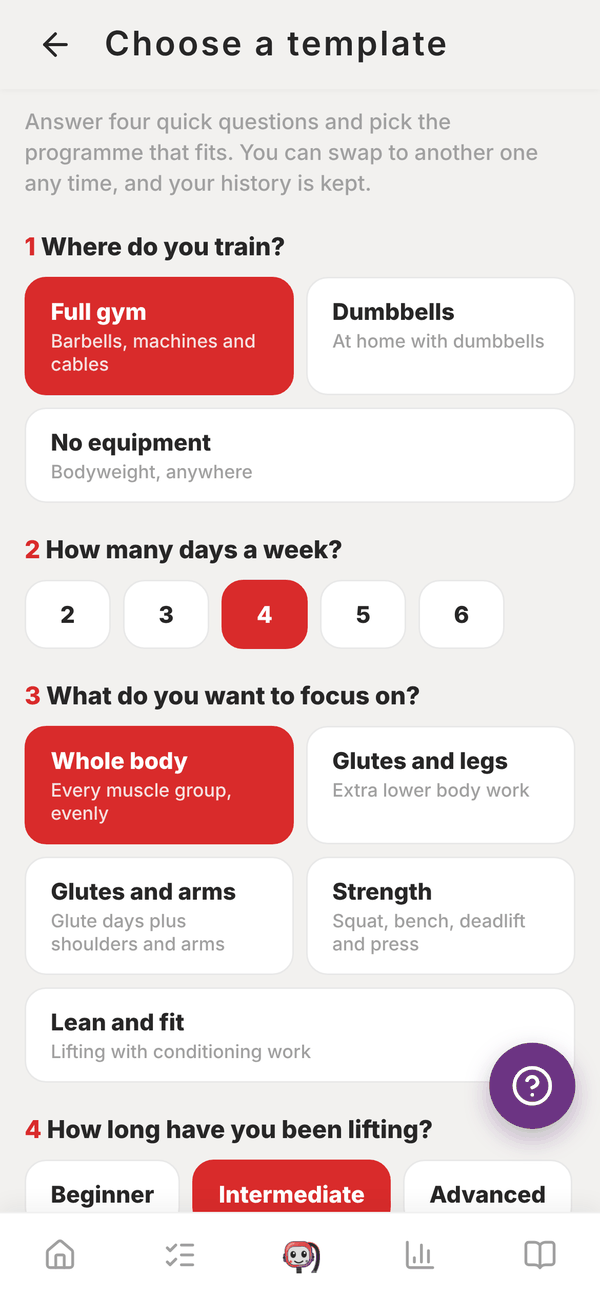 Choose a template
Answer four quick questions and pick the
programme that fits. You can swap to another one
any time, and your history is kept.
1 Where do you train?
Full gym
Barbells, machines and
cables
Dumbbells
At home with dumbbells
No equipment
Bodyweight, anywhere
2 How many days a week?
2
3
4
5
6
3 What do you want to focus on?
Whole body
Every muscle group,
evenly
Glutes and legs
Extra lower body work
Glutes and arms
Glute days plus
shoulders and arms
Strength
Squat, bench, deadlift
and press
Lean and fit
Lifting with conditioning work
?
4 How long have you been lifting?
Beginner
Intermediate
Advanced